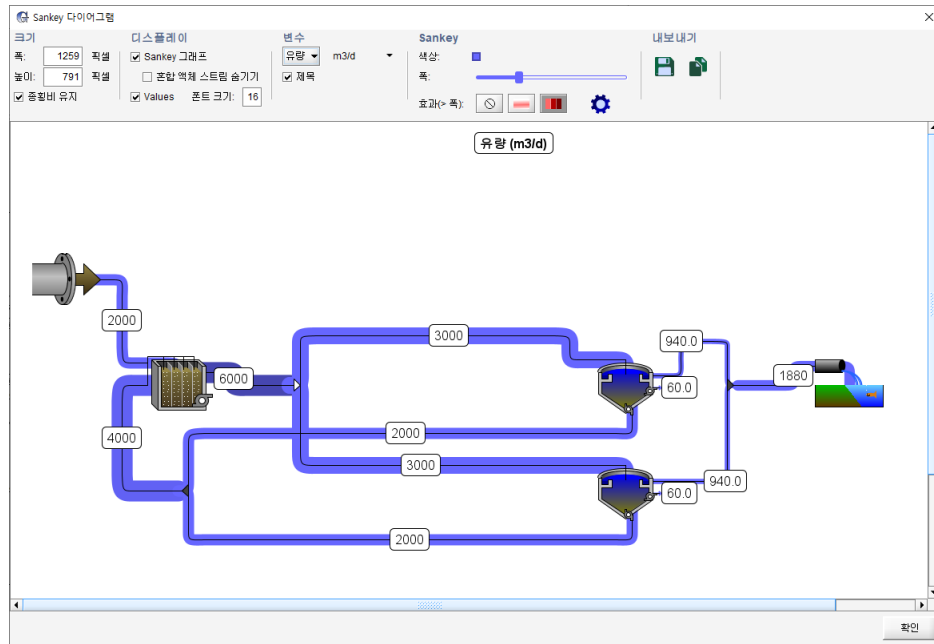 Sankey 다이어그램
크기
디스플레이
변수
Sankey
내보내기
폭: 1259 픽셀
Sankey 그래프
유량
m3/d
색상:
높이: 791 픽셀
혼합 액체 스트림 숨기기
제목
폭:
종횡비 유지
Values
폰트 크기: 16
효과(> 폭):
유량 (m3/d)
2000
3000
940.0
6000
60.0
1880
4000
2000
3000
60.0
940.0
2000
확인